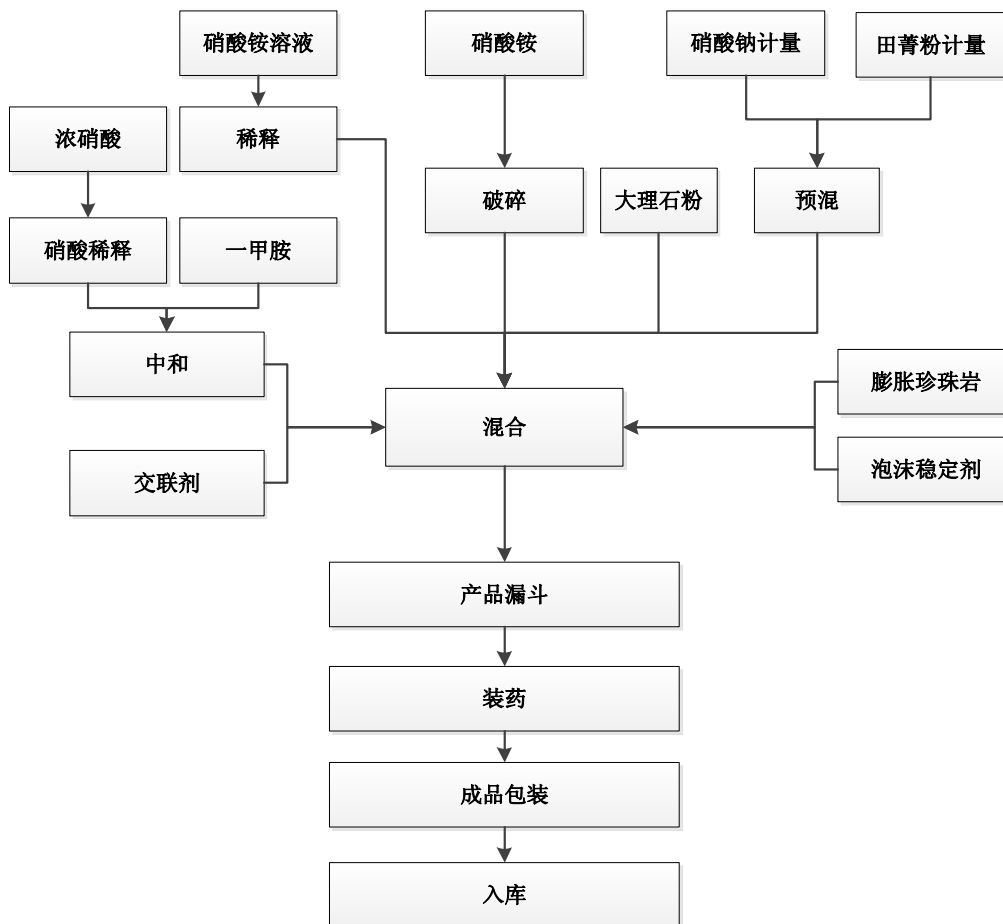 硝酸铵溶液
硝酸铵
硝酸钠计量
田菁粉计量
浓硝酸
稀释
破碎
大理石粉
预混
硝酸稀释
一甲胺
中和
膨胀珍珠岩
混合
交联剂
泡沫稳定剂
产品漏斗
装药
成品包装
入库